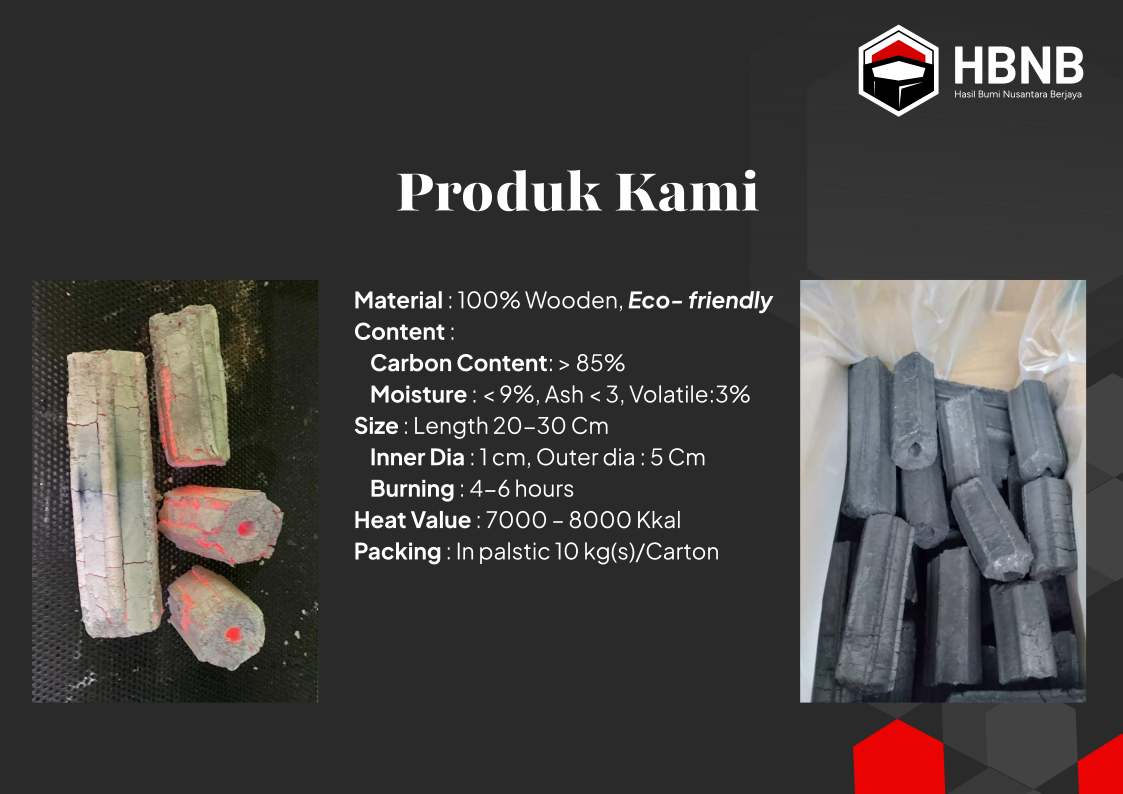 HBNB
Hasil Bumi Nusantara Berjaya
Produk Kami
Material : 100% Wooden, Eco- friendly
Content :
Carbon Content: > 85%
Moisture : < 9%, Ash < 3, Volatile:3%
Size : Length 20–30 Cm
Inner Dia : 1 cm, Outer dia : 5 Cm
Burning : 4–6 hours
Heat Value : 7000 – 8000 Kkal
Packing : In palstic 10 kg(s)/Carton